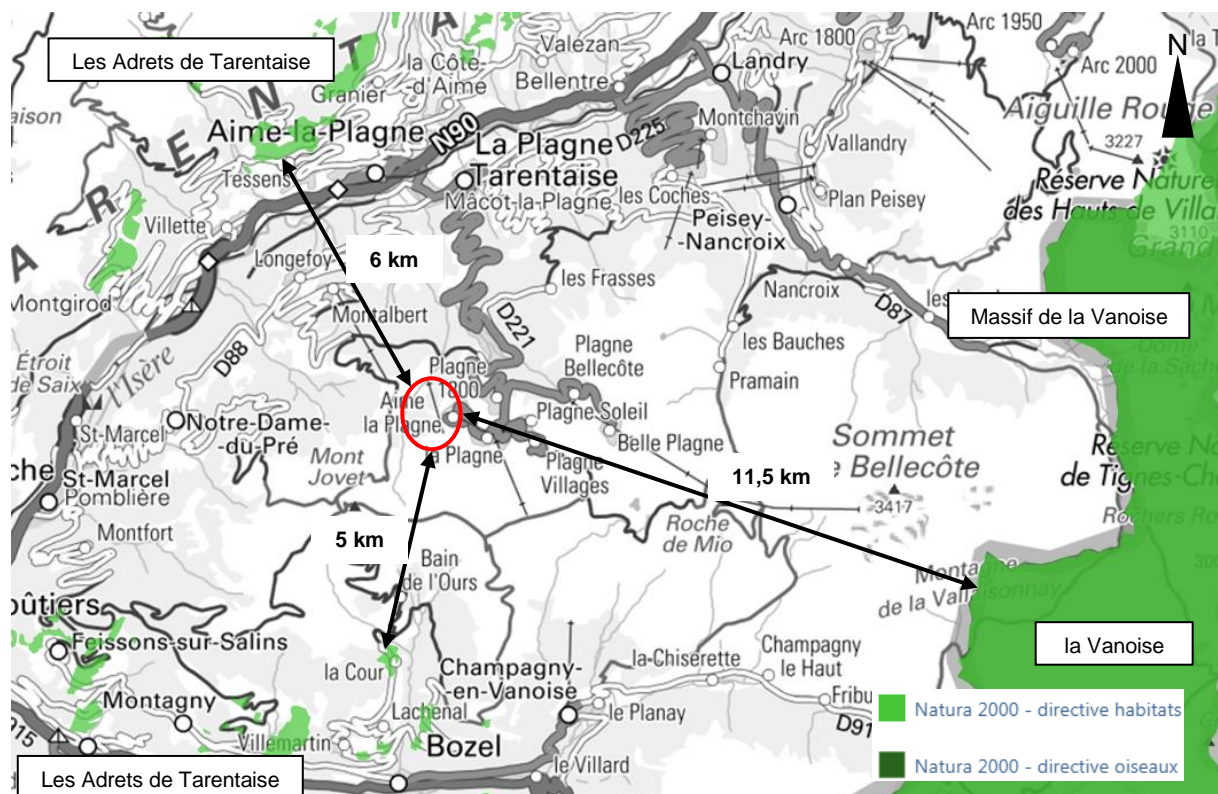 Les Adrets de Tarentaise
la Côte-
d'Aime
Valezan
Bellentre
Granier
Landry
Arc 1800
Arc 1950
Arc 2000
N
Aiguille Rouge
3227
Aime-la-Plagne
N90
D225
Montchavin
La Plagne
Tarentaise
Vallandry
Réserve Nature
des Hauts de Villa
3110
Tessens
Mâcot-la-Plagne
les Coches
Plan Peisey
Villette
Peisey-
-Nancroix
6 km
Longefoy
les Frasses
Nancroix
Montgirod
Montalbert
D221
D87
Massif de la Vanoise
Étroit
de Saix
l'Isère
D88
Plagne
1800
Plagne
Bellecôte
les Bauches
Pramain
Aime
la Plagne
Plagne Soleil
St-Marcel
Notre-Dame-
-du-Pré
la Plagne
Belle Plagne
Sommet
Bellecôte
Mont
Jovet
Plagne
Villages
11,5 km
St-Marcel
Pomblière
3417
de Tignes-Ch
Montfort
5 km
Roche
de Mio
Bain
de l'Ours
Montagne
de la Vallaisonnay
Feissons-sur-Salins
la Cour
Champagny-
-en-Vanoise
la Chiserette
Champagny
le Haut
la Vanoise
Montagny
Lachenal
le Planay
D91
Natura 2000 - directive habitats
D915
Villemartin
Bozel
le Villard
Les Adrets de Tarentaise
Natura 2000 - directive oiseaux